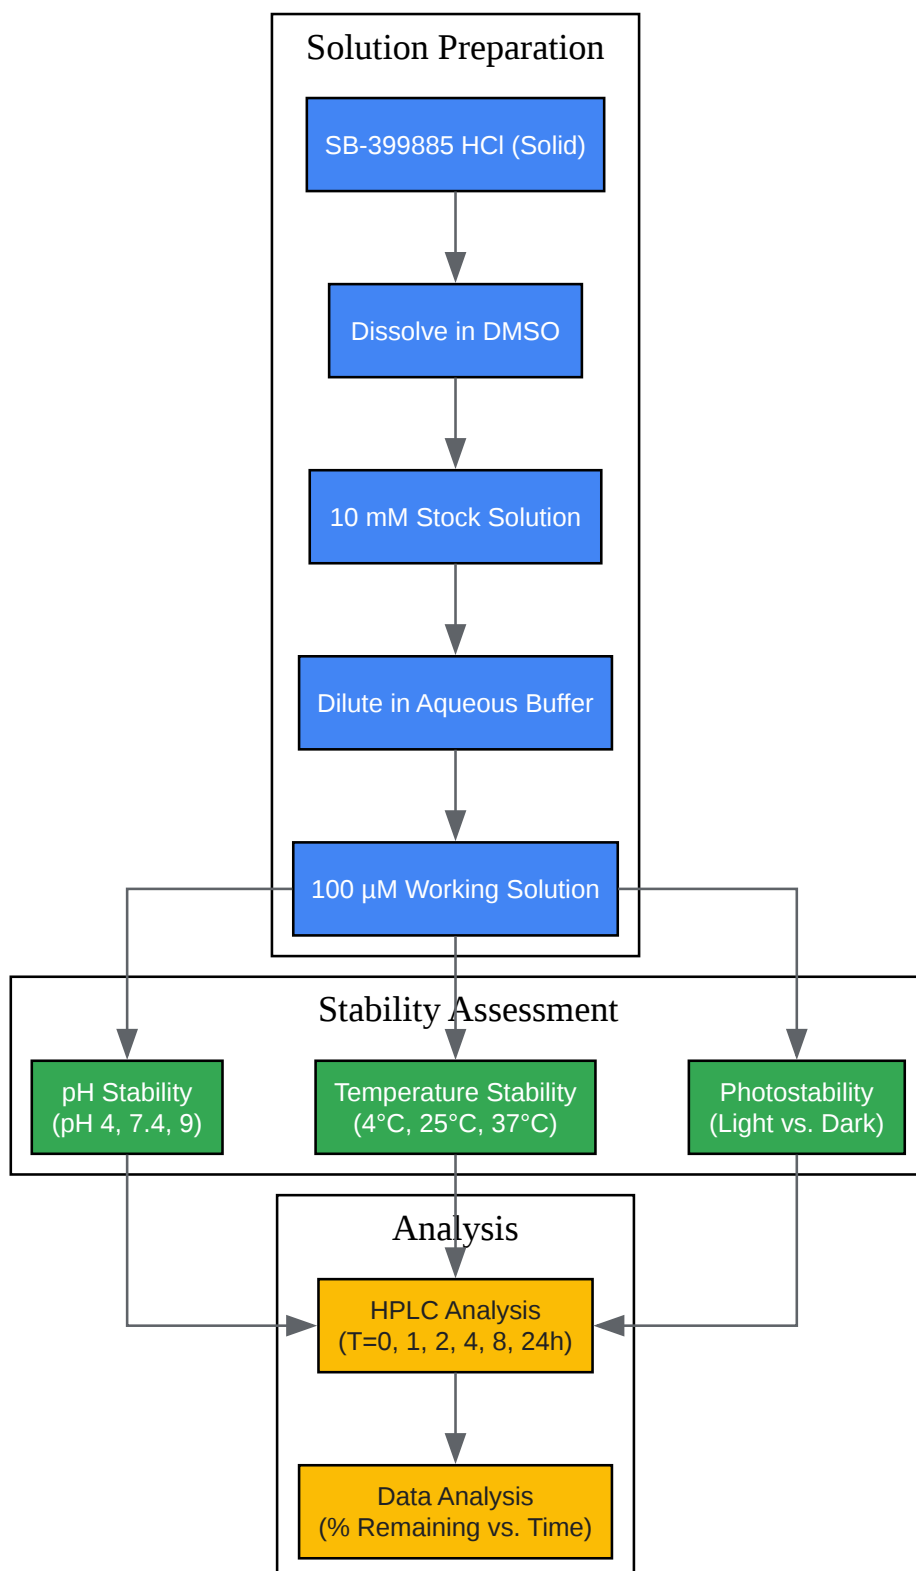 Solution Preparation
SB-399885 HCl (Solid)
Dissolve in DMSO
10 mM Stock Solution
Dilute in Aqueous Buffer
100 µM Working Solution
Stability Assessment
pH Stability
(pH 4, 7.4, 9)
Temperature Stability
(4°C, 25°C, 37°C)
Photostability
(Light vs. Dark)
Analysis
HPLC Analysis
(T=0, 1, 2, 4, 8, 24h)
Data Analysis
(% Remaining vs. Time)